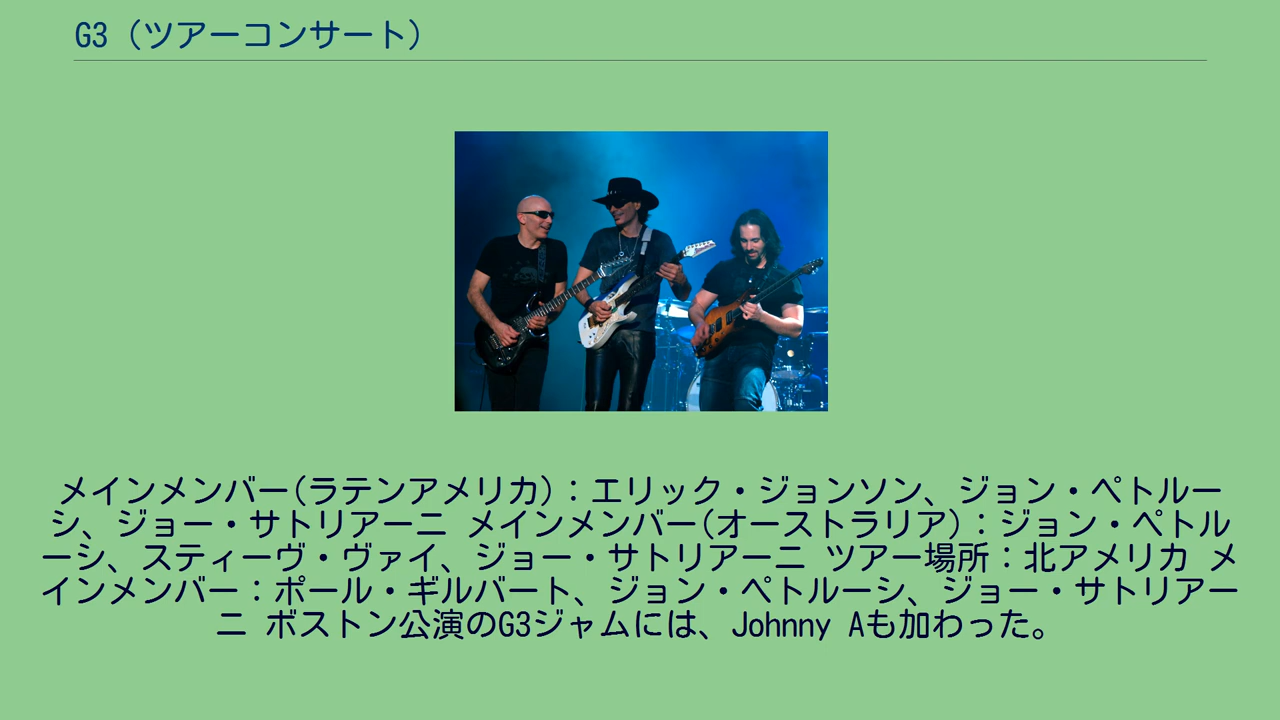 G3（ツアーコンサート）
メインメンバー(ラテンアメリカ)：エリック・ジョンソン、ジョン・ペトルー
シ、ジョー・サトリアーニ メインメンバー(オーストラリア)：ジョン・ペトル
ーシ、スティーヴ・ヴァイ、ジョー・サトリアーニ ツアー場所：北アメリカ メ
インメンバー：ポール・ギルバート、ジョン・ペトルーシ、ジョー・サトリアー
ニ ボストン公演のG3ジャムには、Johnny Aも加わった。